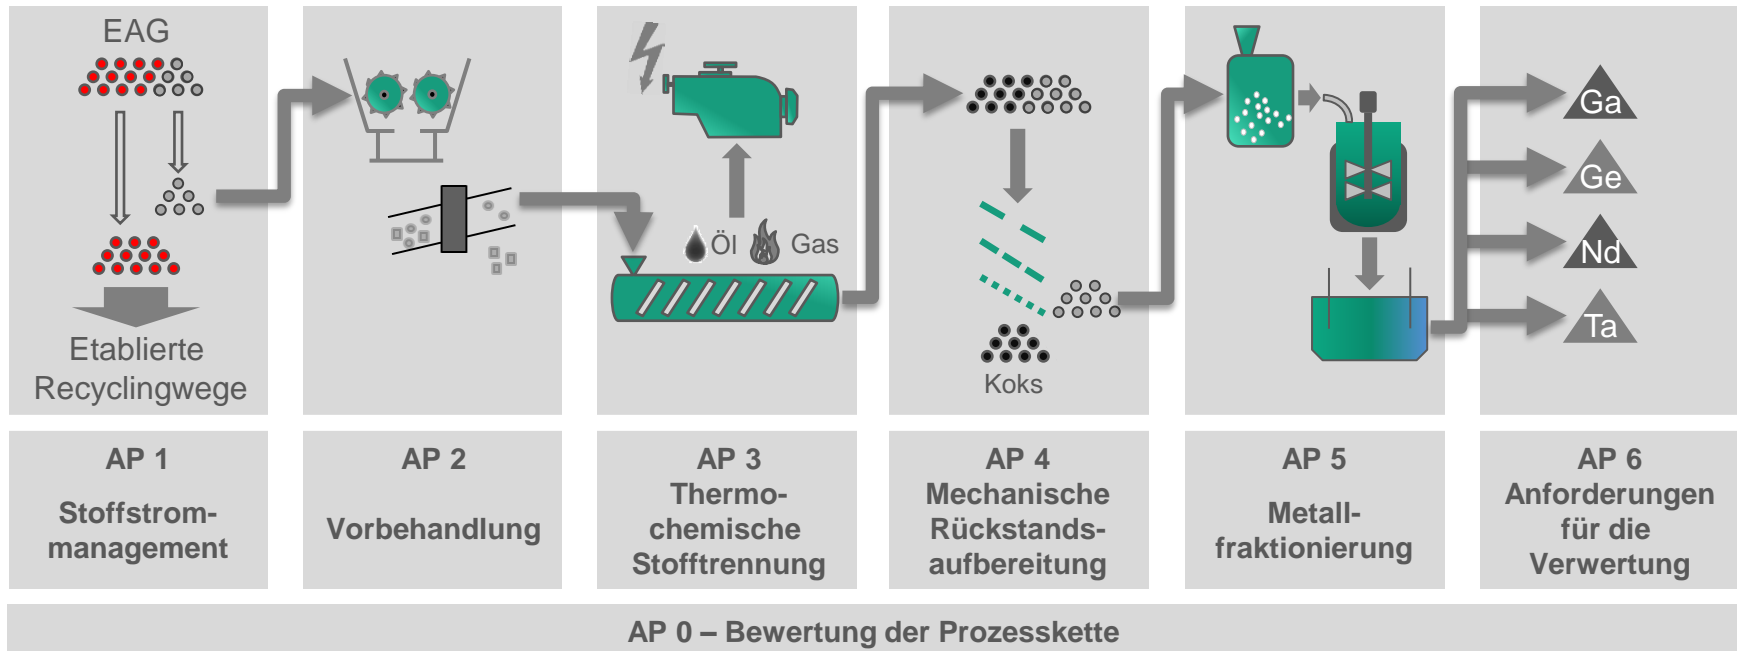 EAG
Etablierte
Recyclingwege
Öl
Gas
Koks
Ga
Ge
Nd
Ta
AP 1
Stoffstrom-
management
AP 2
Vorbehandlung
AP 3
Thermo-
chemische
Stofftrennung
AP 4
Mechanische
Rückstands-
aufbereitung
AP 5
Metall-
fraktionierung
AP 6
Anforderungen
für die
Verwertung
AP 0 – Bewertung der Prozesskette